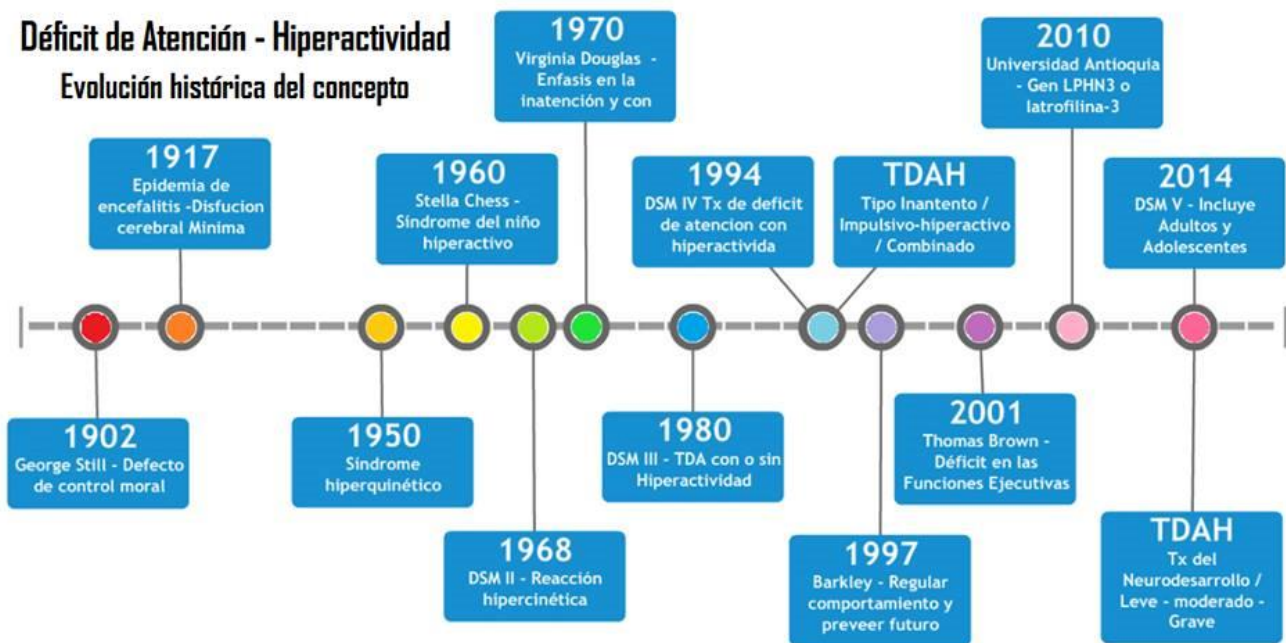 Déficit de Atención - Hiperactividad
Evolución histórica del concepto
1902
George Still - Defecto
de control moral
1917
Epidemia de
encefalitis -Disfucion
cerebral Minima
1950
Síndrome
hiperquinético
1960
Stella Chess -
Síndrome del niño
hiperactivo
1968
DSM II - Reacción
hipercinética
1970
Virginia Douglas -
Enfasis en la
inatención y con
1980
DSM III - TDA con o sin
Hiperactividad
1994
DSM IV Tx de deficit
de atencion con
hiperactivida
TDAH
Tipo Inantento /
Impulsivo-hiperactivo
/ Combinado
1997
Barkley - Regular
comportamiento y
preveer futuro
2001
Thomas Brown -
Déficit en las
Funciones Ejecutivas
2010
Universidad Antioquia
- Gen LPHN3 o
latrofilina-3
2014
DSM V - Incluye
Adultos y
Adolescentes
TDAH
Tx del
Neurodesarrollo /
Leve - moderado -
Grave